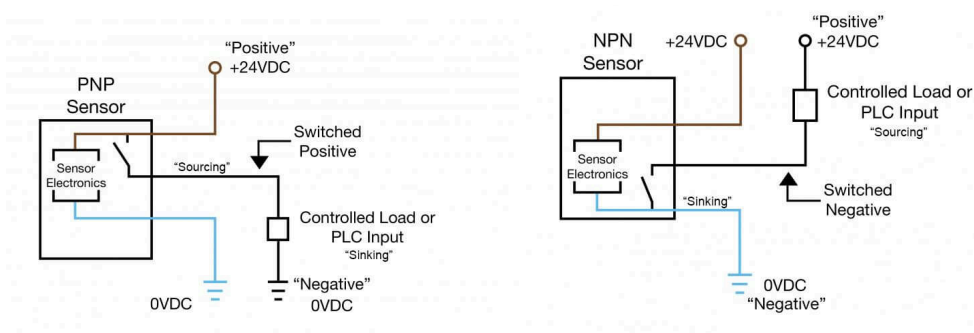 PNP
Sensor
“Positive”
+24VDC
Sensor
Electronics
“Sourcing”
Switched
Positive
Controlled Load or
PLC Input
“Sinking”
0VDC
“Negative”
0VDC
NPN
Sensor
+24VDC
“Positive”
+24VDC
Controlled Load or
PLC Input
“Sourcing”
Sensor
Electronics
“Sinking”
Switched
Negative
0VDC
“Negative”